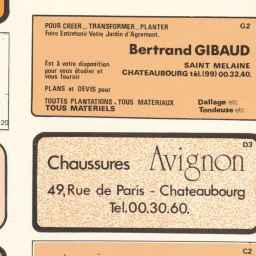 POUR CREER _ TRANSFORMER _ PLANTER G2
Faire Entretenir Votre Jardin d'Agrement.
Bertrand GIBAUD
Est à votre disposition
pour vous étudier et
vous fournir
SAINT MELAINE
CHATEAUBOURG tél.(99) 00.32.40.
PLANS et DEVIS pour
TOUTES PLANTATIONS - TOUS MATERIAUX
TOUS MATERIELS
Dallage etc
Tondeuse etc
D3
Chaussures Avignon
49, Rue de Paris - Chateaubourg
Tel. 00.30.60.
C2